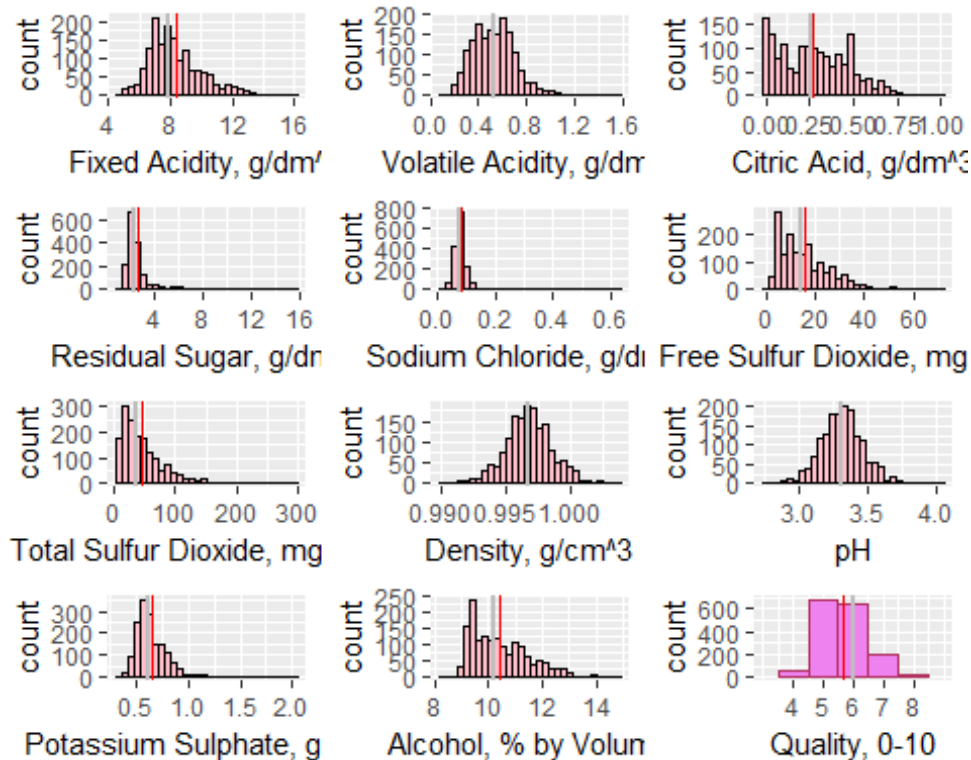 count
200
150
100
50
0
4 8 12 16
Fixed Acidity, g/dm^
count
200
150
100
50
0
0.0 0.4 0.8 1.2 1.6
Volatile Acidity, g/dm
count
150
100
50
0
0.00 0.25 0.50 0.75 1.00
Citric Acid, g/dm^3
count
600
400
200
0
4 8 12 16
Residual Sugar, g/dm
count
800
600
400
200
0
0.0 0.2 0.4 0.6
Sodium Chloride, g/d
count
200
100
0
0 20 40 60
Free Sulfur Dioxide, mg
count
300
200
100
0
0 100 200 300
Total Sulfur Dioxide, mg
count
150
100
50
0
0.990 0.995 1.000
Density, g/cm^3
count
200
150
100
50
0
3.0 3.5 4.0
pH
count
300
200
100
0
0.5 1.0 1.5 2.0
Potassium Sulphate, g
count
250
200
150
100
50
0
8 10 12 14
Alcohol, % by Volum
count
600
400
200
0
4 5 6 7 8
Quality, 0-10